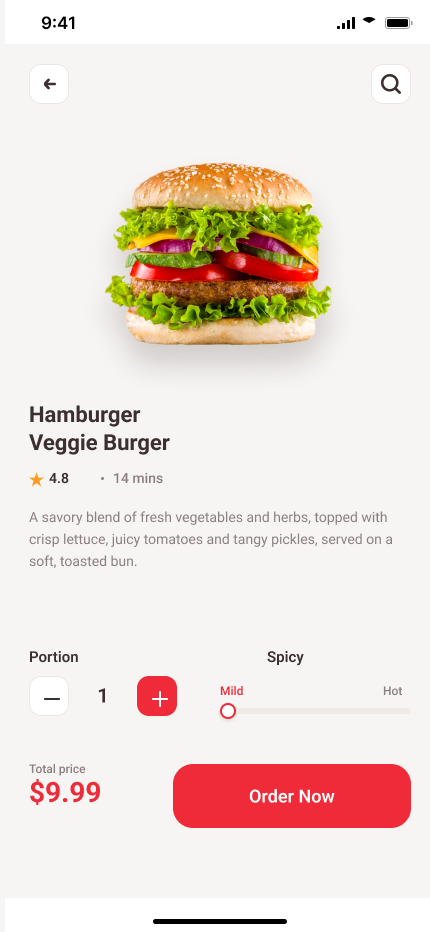 9:41
Hamburger
Veggie Burger
4.8 • 14 mins
A savory blend of fresh vegetables and herbs, topped with
crisp lettuce, juicy tomatoes and tangy pickles, served on a
soft, toasted bun.
Portion
Spicy
1
Mild
Hot
Total price
$9.99
Order Now